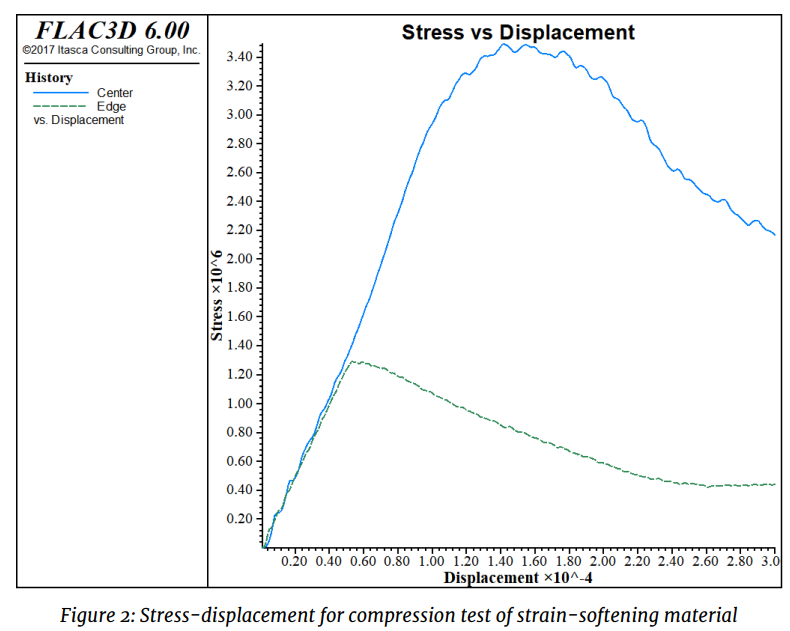 FLAC3D 6.00
©2017 Itasca Consulting Group, Inc.
History
Center
Edge
vs. Displacement
Stress vs Displacement
Stress ×10^6
3.40
3.20
3.00
2.80
2.60
2.40
2.20
2.00
1.80
1.60
1.40
1.20
1.00
0.80
0.60
0.40
0.20
0.20 0.40 0.60 0.80 1.00 1.20 1.40 1.60 1.80 2.00 2.20 2.40 2.60 2.80 3.0
Displacement ×10^-4
Figure 2: Stress-displacement for compression test of strain-softening material